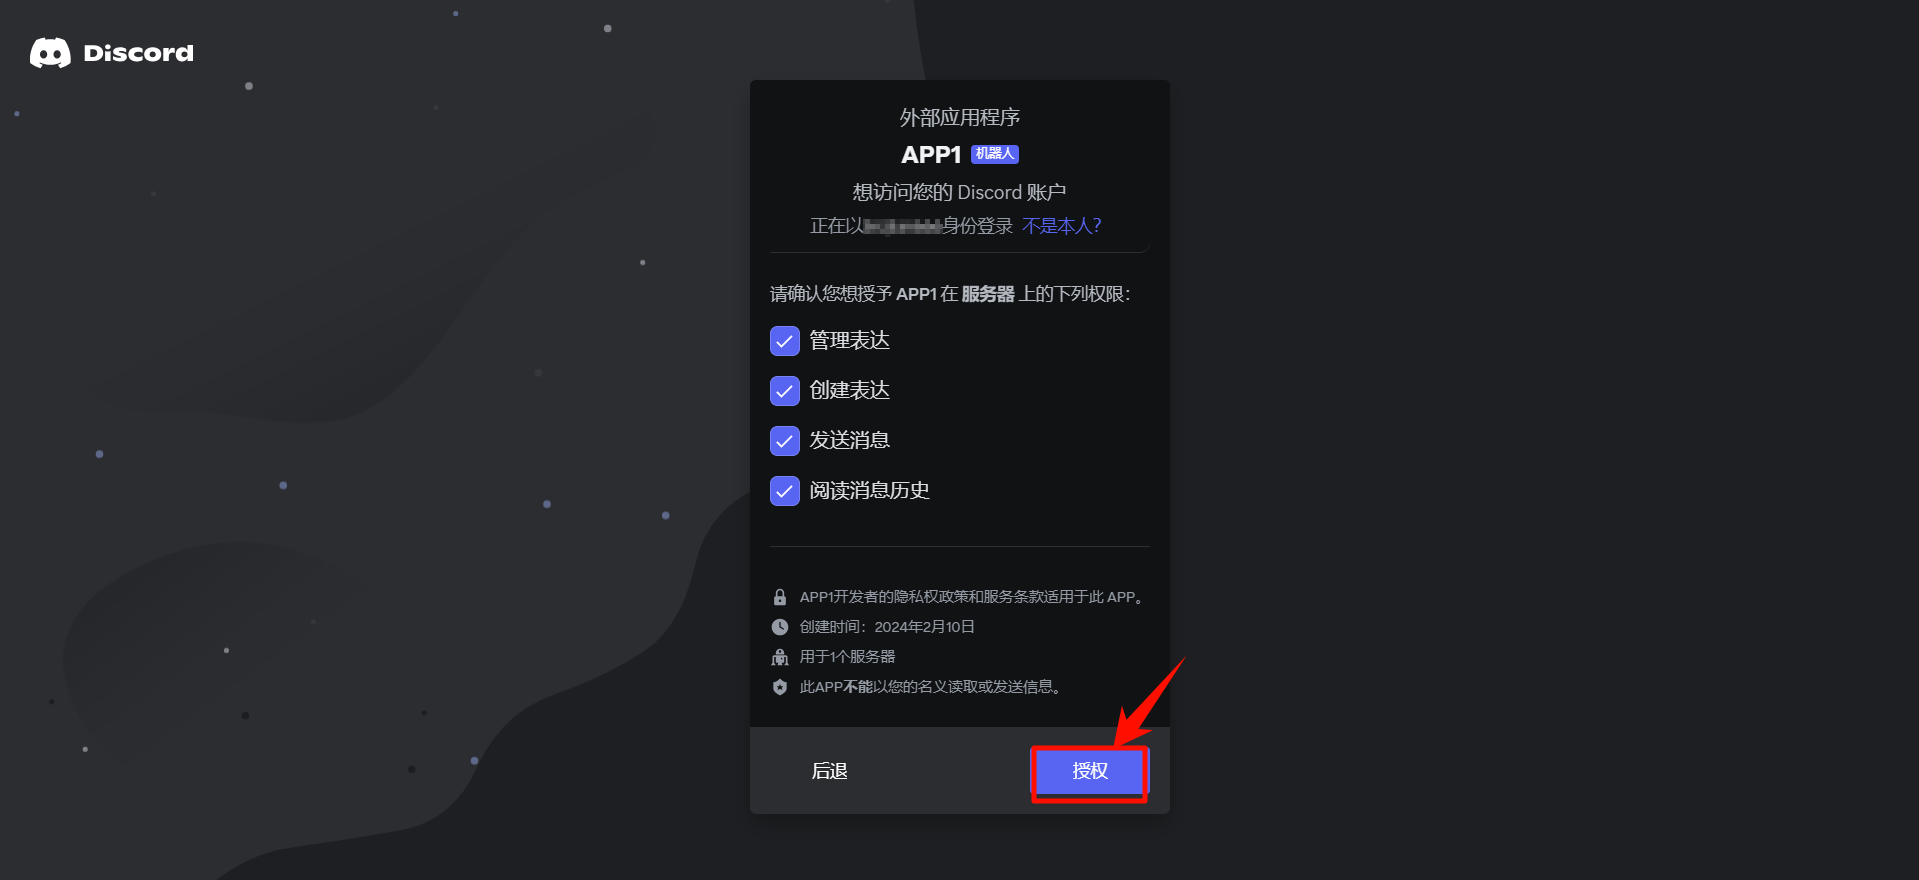 Discord
外部应用程序
APP1 机器人
想访问您的 Discord 账户
正在以身份登录 不是本人？
请确认您想授予 APP1 在 服务器 上的下列权限：
管理表达
创建表达
发送消息
阅读消息历史
APP1开发者的隐私权政策和服务条款适用于此 APP。
创建时间：2024年2月10日
用于1个服务器
此APP不能以您的名义读取或发送信息。
后退
授权